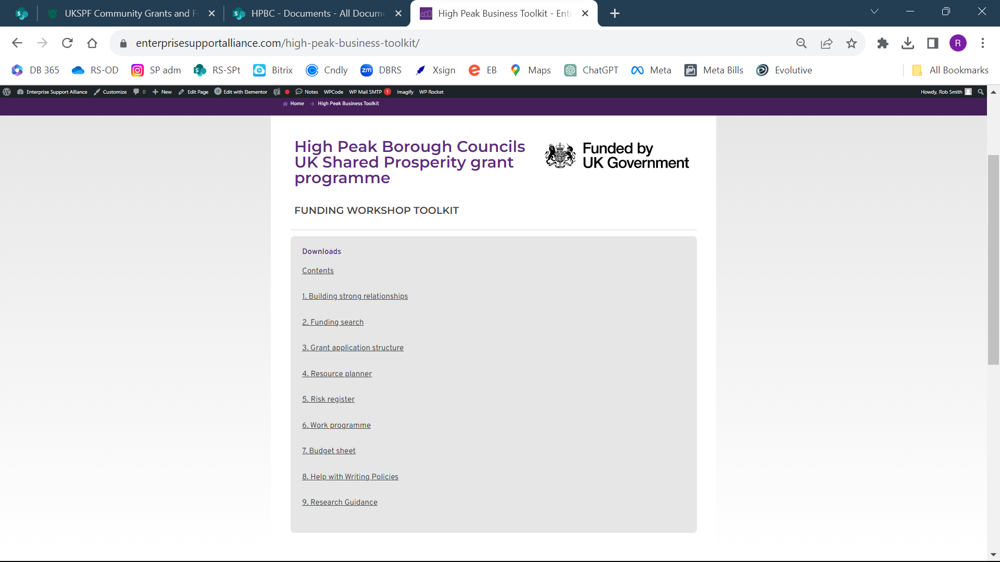 UKSPF Community Grants and F
HPBC - Documents - All Docume
High Peak Business Toolkit - Ente
enterprisesupportalliance.com/high-peak-business-toolkit/
R
DB 365
RS-OD
SP adm
RS-SPt
Bitrix
Cndly
zm DBRS
Xsign
EB
Maps
ChatGPT
Meta
Meta Bills
Evolutive
All Bookmarks
Enterprise Support Alliance Customize 0 New Edit Page Edit with Elementor Notes WPCode WP Mail SMTP 1 Imagify WP Rocket Howdy, Rob Smith
Home High Peak Business Toolkit
High Peak Borough Councils
UK Shared Prosperity grant
programme
Funded by
UK Government
FUNDING WORKSHOP TOOLKIT
Downloads
Contents
1. Building strong relationships
2. Funding search
3. Grant application structure
4. Resource planner
5. Risk register
6. Work programme
7. Budget sheet
8. Help with Writing Policies
9. Research Guidance